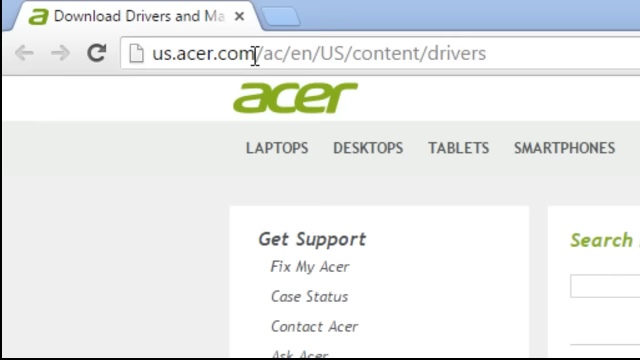 Download Drivers and Ma
us.acer.com/ac/en/US/content/drivers
acer
LAPTOPS DESKTOPS TABLETS SMARTPHONES
Get Support
Search
Fix My Acer
Case Status
Contact Acer
Ask Acer